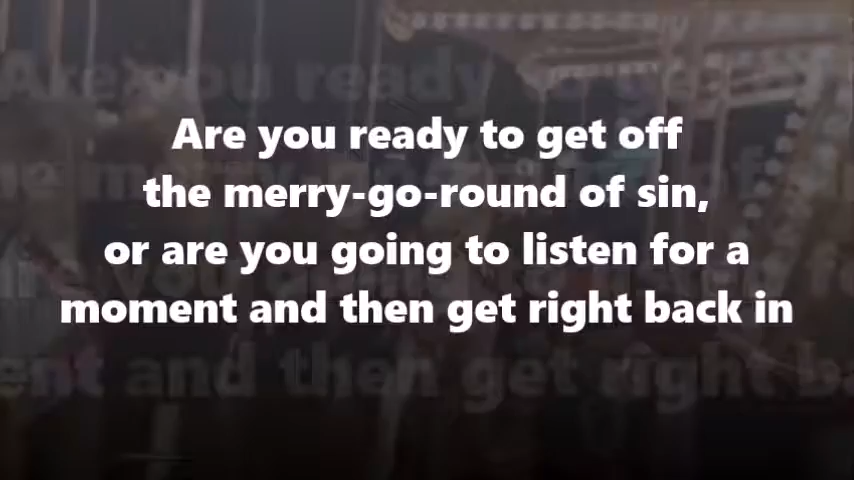 Are you ready to get off
the merry-go-round of sin,
or are you going to listen for a
moment and then get right back in